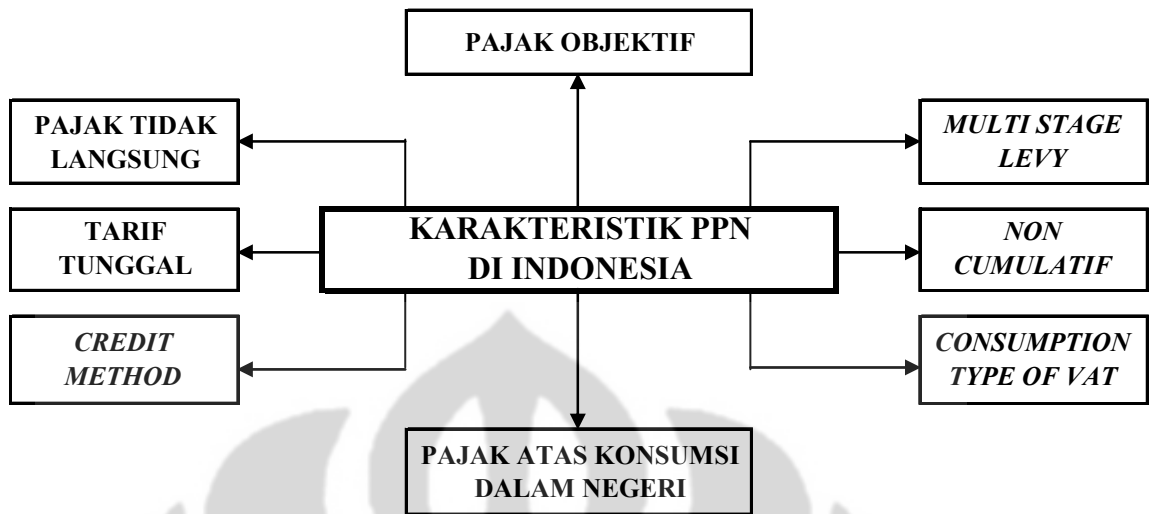 PAJAK OBJEKTIF
PAJAK TIDAK
LANGSUNG
MULTI STAGE
LEVY
TARIF
TUNGGAL
KARAKTERISTIK PPN
DI INDONESIA
NON
CUMULATIF
CREDIT
METHOD
CONSUMPTION
TYPE OF VAT
PAJAK ATAS KONSUMSI
DALAM NEGERI